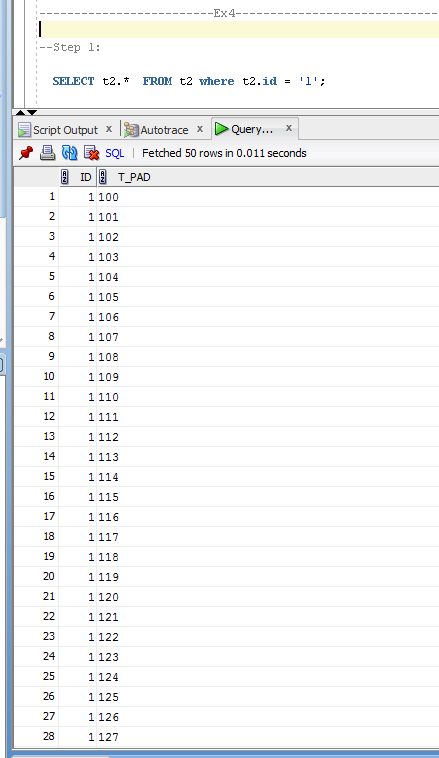 ------------------------Ex4------------------------
--Step 1:
SELECT t2.* FROM t2 where t2.id = '1';
Script Output x Autotrace x Query... x
SQL | Fetched 50 rows in 0.011 seconds
ID T_PAD
1 1 100
2 1 101
3 1 102
4 1 103
5 1 104
6 1 105
7 1 106
8 1 107
9 1 108
10 1 109
11 1 110
12 1 111
13 1 112
14 1 113
15 1 114
16 1 115
17 1 116
18 1 117
19 1 118
20 1 119
21 1 120
22 1 121
23 1 122
24 1 123
25 1 124
26 1 125
27 1 126
28 1 127